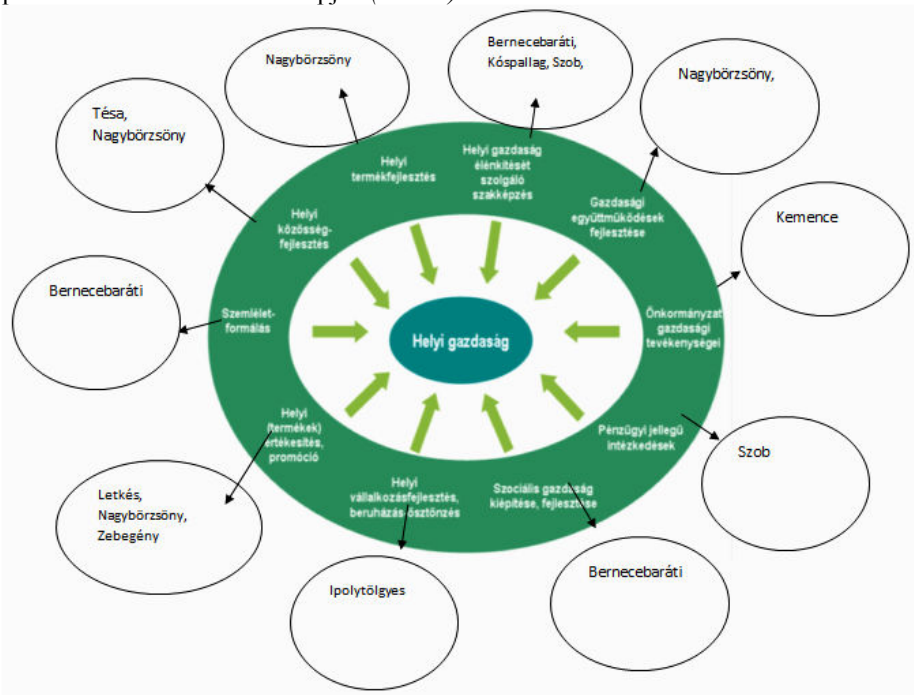 Nagybörzsöny
Bernecebaráti,
Kóspallag, Szob,
Nagybörzsöny,
Tésa,
Nagybörzsöny
Kemence
Bernecebaráti
Szob
Letkés,
Nagybörzsöny,
Zebegény
Ipolytölgyes
Bernecebaráti
Helyi
termékfejlesztés
Helyi gazdaság
élénkítését
szolgáló
szakképzés
Gazdasági
együttműködések
fejlesztése
Önkormányzat
gazdasági
tevékenységei
Pénzügyi jellegű
intézkedések
Szociális gazdaság
kiépítése, fejlesztése
Helyi
vállalkozásfejlesztés,
beruházás-ösztönzés
Helyi
(termékek)
értékesítés,
promóció
Szemlélet-
formálás
Helyi
közösség-
fejlesztés
Helyi gazdaság